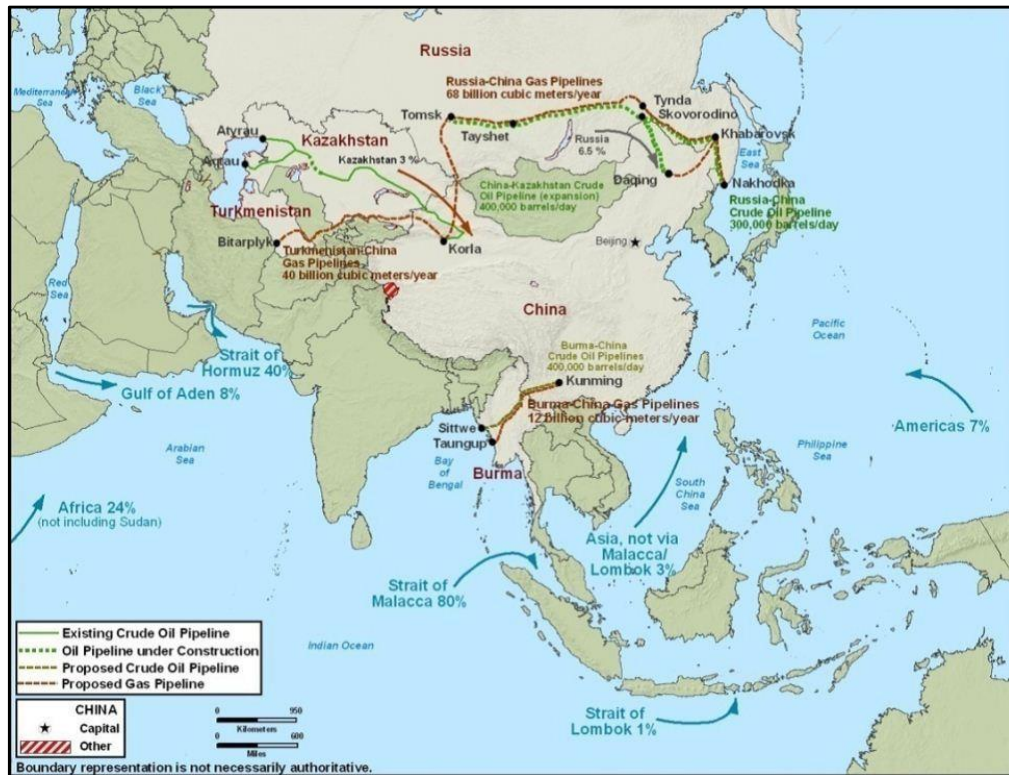 Russia
Mediterranean
Sea
Black
Sea
Russia-China Gas Pipelines
68 billion cubic meters/year
Tynda
Skovorodino
Tomsk
Tayshet
Khabarovsk
Atyrau
Kazakhstan
Kazakhstan 3 %
Russia
6.5 %
East
Sea
Aqtau
Daqing
Nakhodka
China-Kazakhstan Crude
Oil Pipeline (expansion)
400,000 barrels/day
Russia-China
Crude Oil Pipeline
300,000 barrels/day
Turkmenistan
Bitarplyk
Korla
Beijing
Turkmenistan-China
Gas Pipelines
40 billion cubic meters/year
Red
Sea
China
Pacific
Ocean
Strait of
Hormuz 40%
Gulf of Aden 8%
Burma-China
Crude Oil Pipelines
400,000 barrels/day
Kunming
Burma-China-Gas Pipelines
12 billion cubic meters/year
Sittwe
Taungup
Burma
Arabian
Sea
Bay
of
Bengal
Americas 7%
Philippine
Sea
South
China
Sea
Africa 24%
(not including Sudan)
Asia, not via
Malacca/
Lombok 3%
Strait of
Malacca 80%
Indian Ocean
Strait of
Lombok 1%
Existing Crude Oil Pipeline
Oil Pipeline under Construction
Proposed Crude Oil Pipeline
Proposed Gas Pipeline
CHINA
Capital
Other
0 950
Kilometers
0 600
Miles
Boundary representation is not necessarily authoritative.